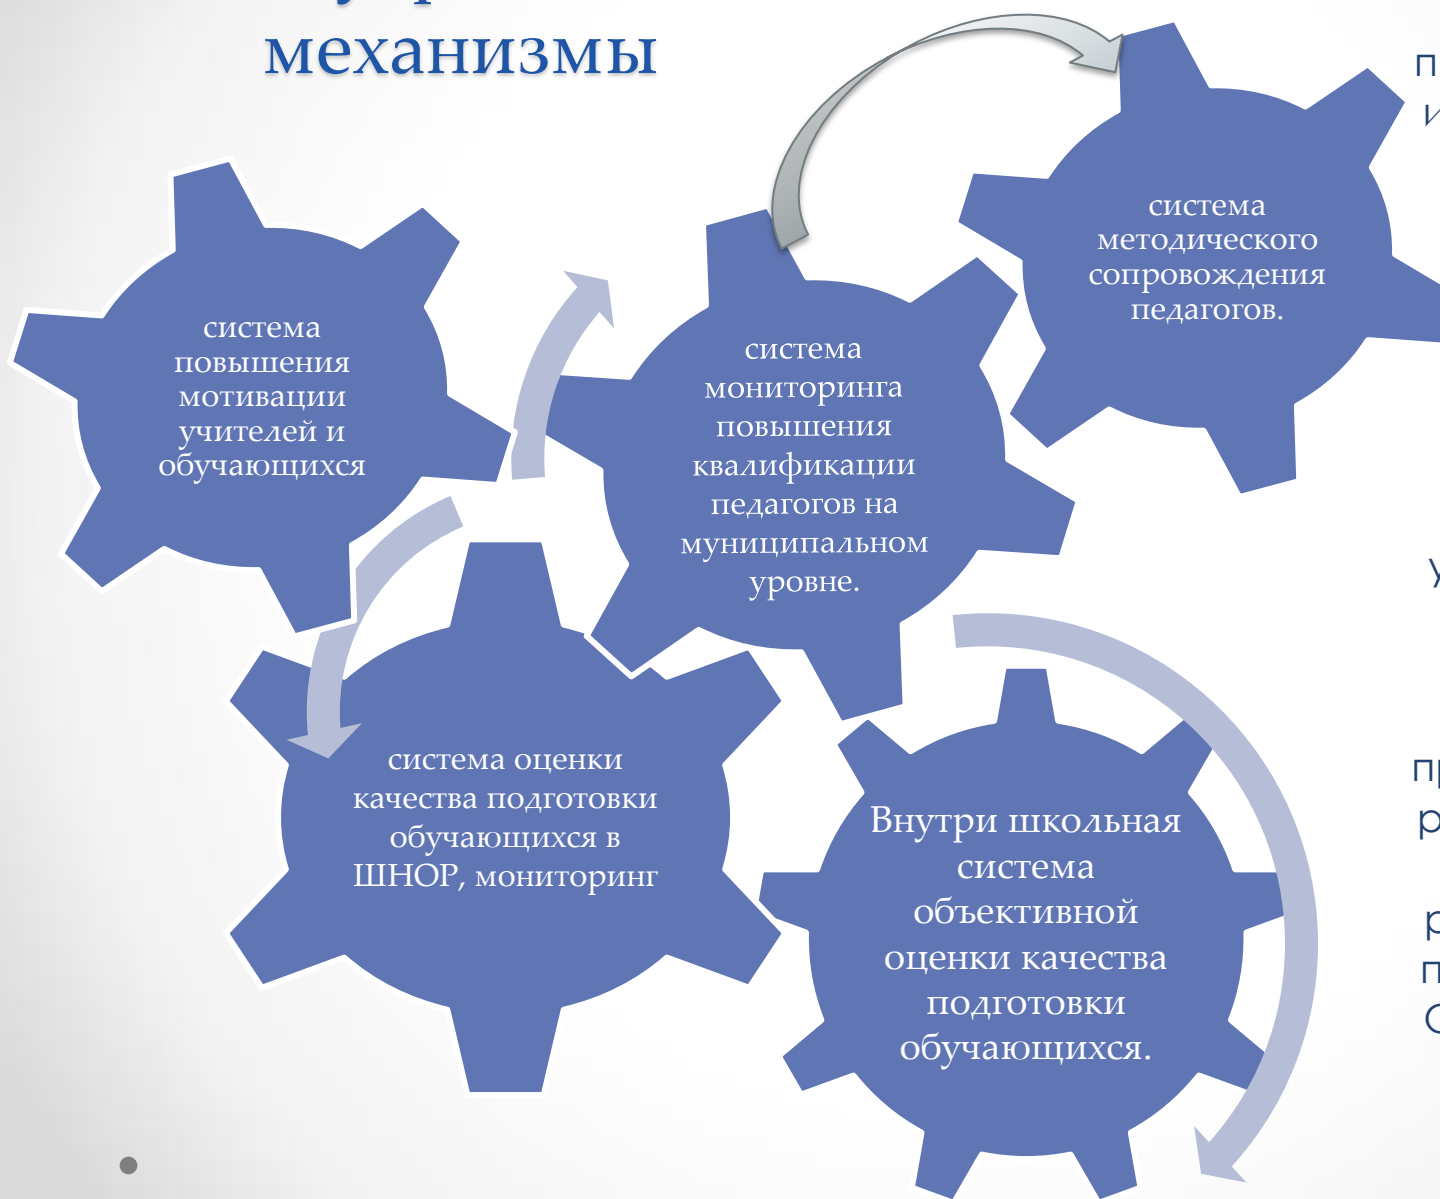 механизмы
система
методического
сопровождения
педагогов.
система
повышения
мотивации
учителей и
обучающихся
система
мониторинга
повышения
квалификации
педагогов на
муниципальном
уровне.
система оценки
качества подготовки
обучающихся в
ШНОР, мониторинг
Внутри школьная
система
объективной
оценки качества
подготовки
обучающихся.